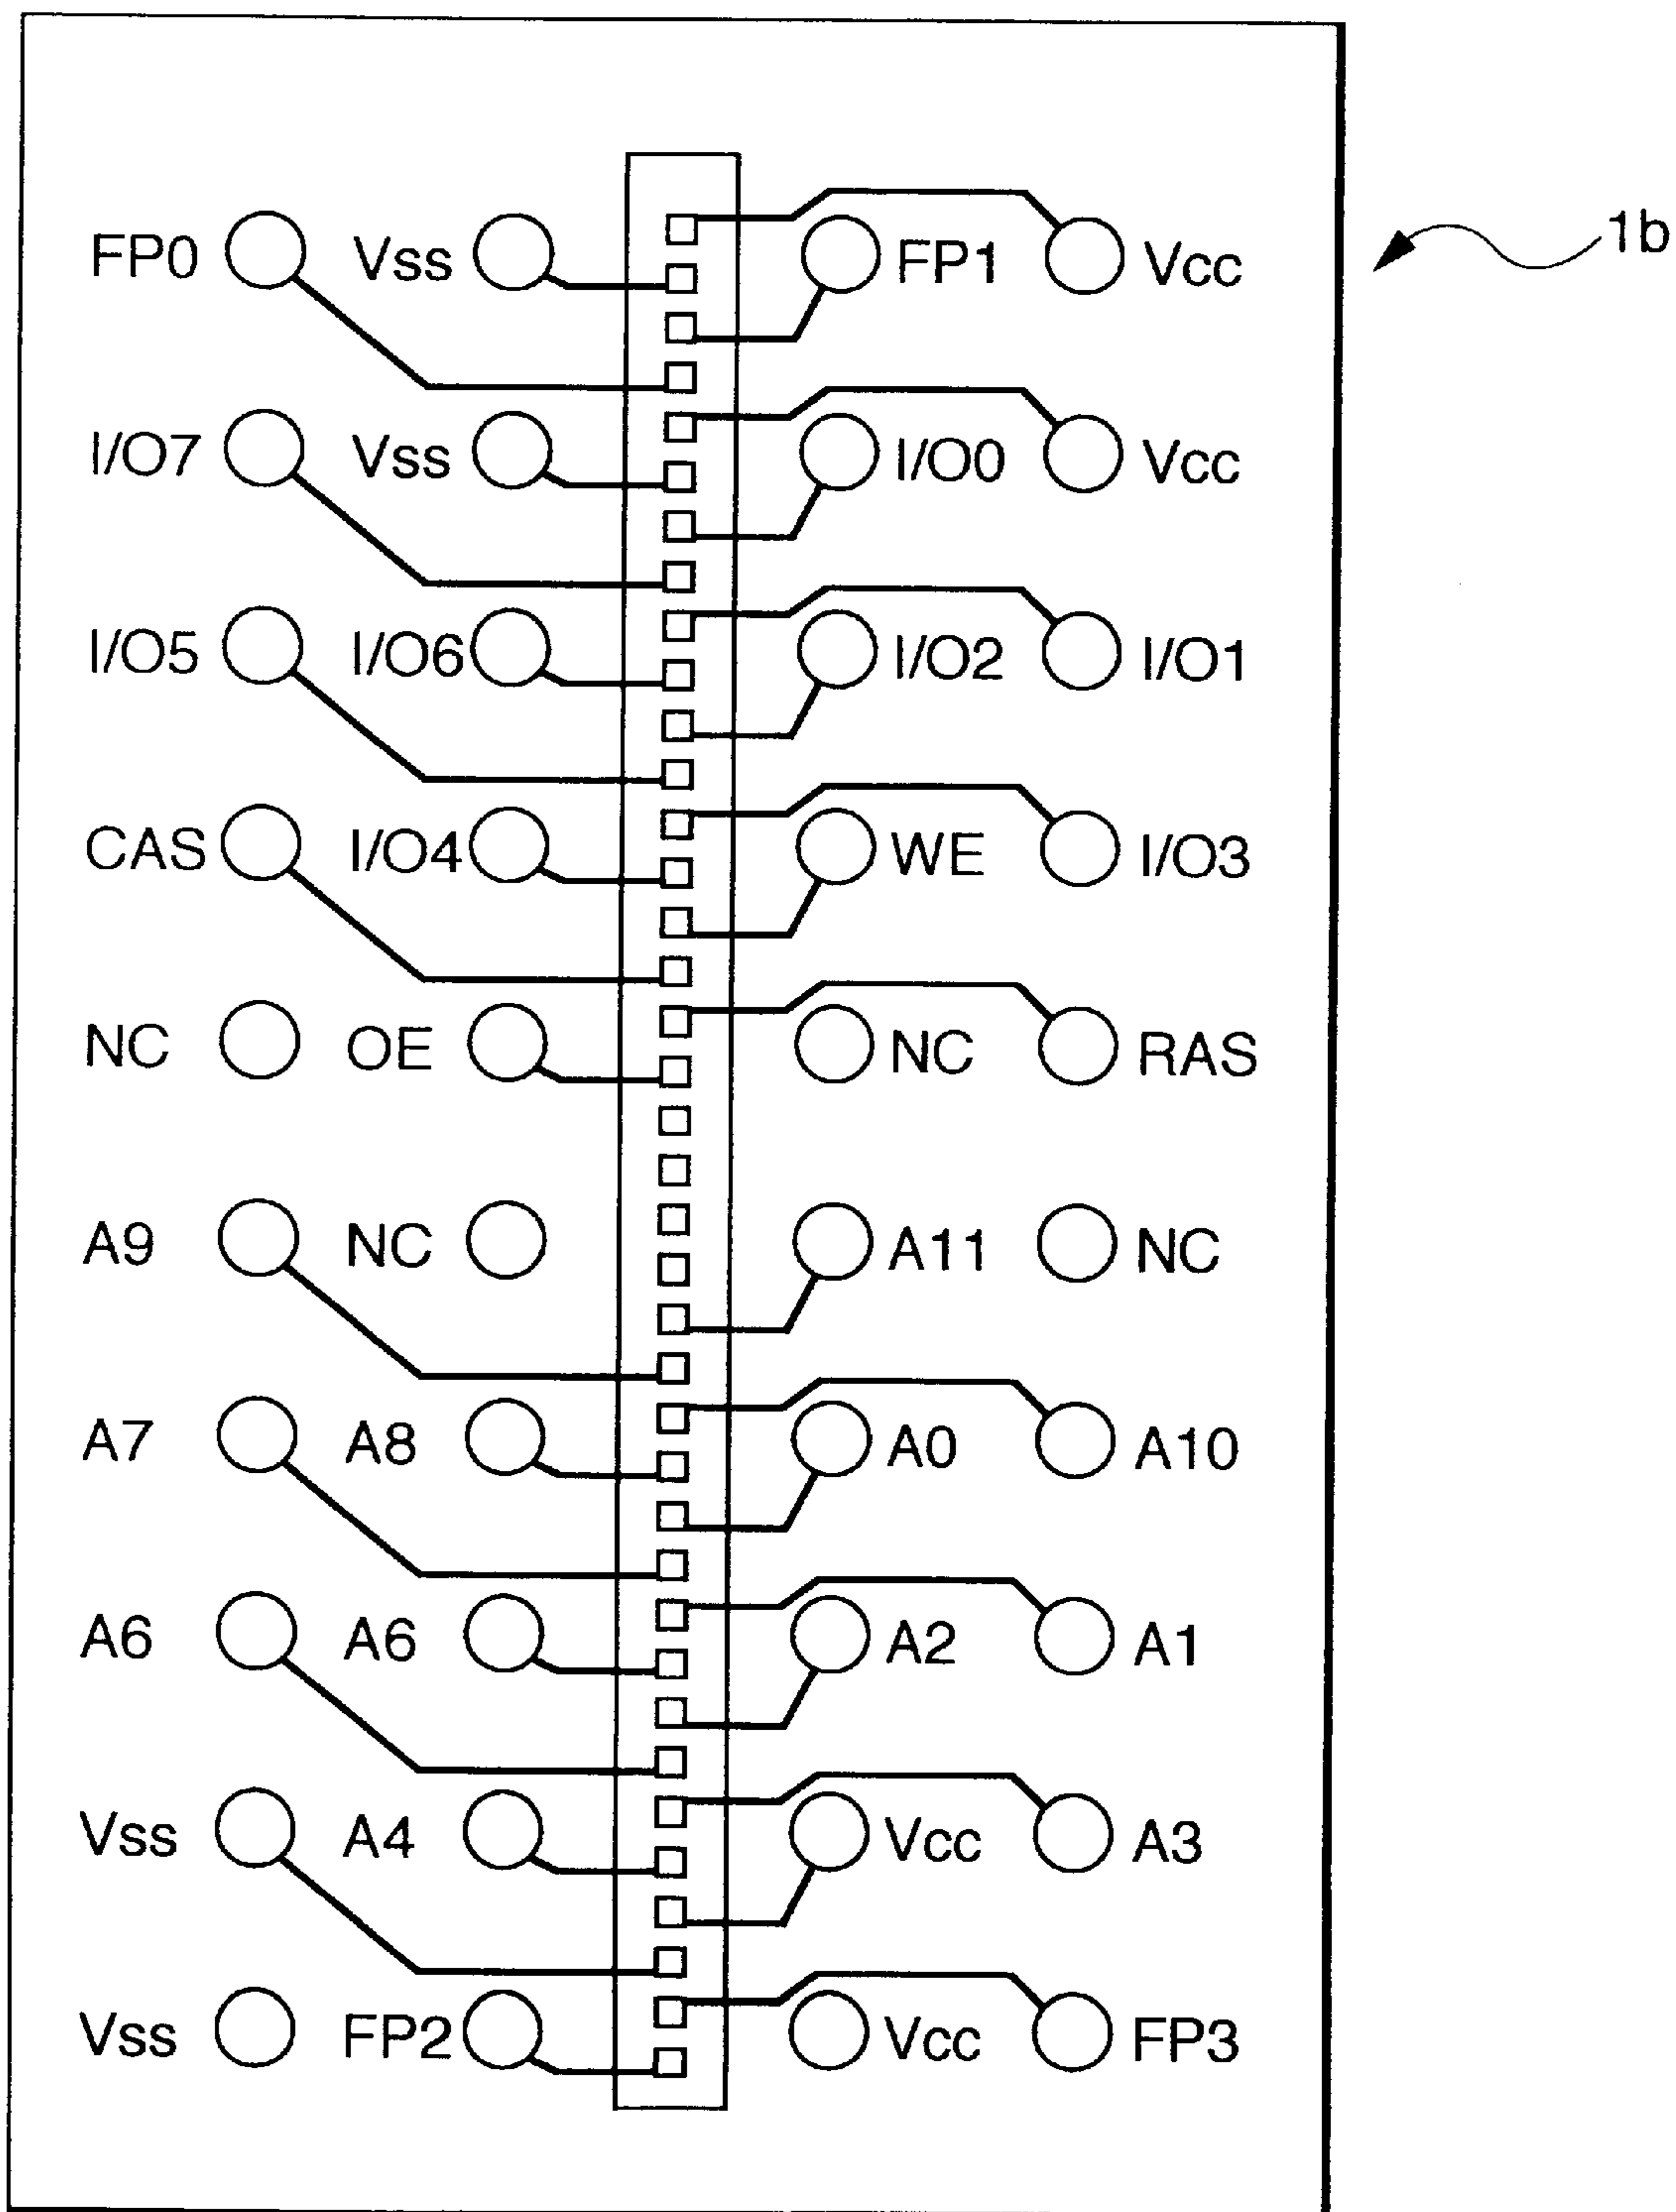 FP0 Vss FP1 Vcc 1b
I/O7 Vss I/O0 Vcc
I/O5 I/O6 I/O2 I/O1
CAS I/O4 WE I/O3
NC OE NC RAS
A9 NC A11 NC
A7 A8 A0 A10
A6 A6 A2 A1
Vss A4 Vcc A3
Vss FP2 Vcc FP3